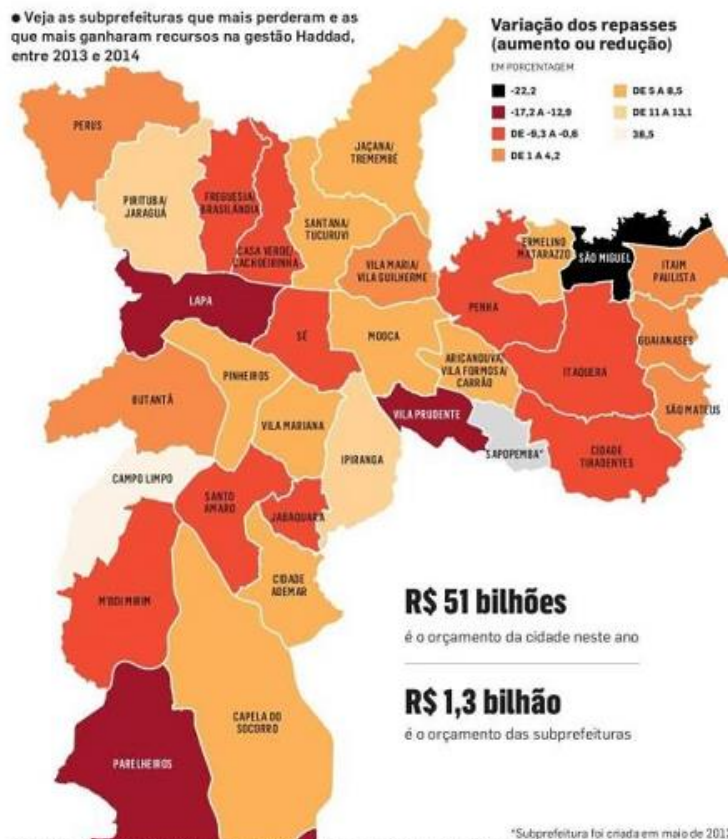 ● Veja as subprefeituras que mais perderam e as
que mais ganharam recursos na gestão Haddad,
entre 2013 e 2014
Variação dos repasses
(aumento ou redução)
EM PORCENTAGEM
-22,2
-17,2 A -12,9
DE -9,3 A -0,6
DE 1 A 4,2
DE 5 A 8,5
DE 11 A 13,1
38,5
PERUS
PIRITUBA/
JARAGUÁ
FREGUESIA/
BRASILÂNDIA
CASA VERDE/
CACHOEIRINHA
SANTANA/
TUCURUVI
JAÇANÃ/
TREMEMBÉ
VILA MARIA/
VILA GUILHERME
ERMELINO
MATARAZZO
SÃO MIGUEL
ITAIM
PAULISTA
LAPA
SÉ
MOOCA
PENHA
ITAQUERA
GUAIANASES
SÃO MATEUS
ARICANDUVA/
VILA FORMOSA/
CARRÃO
PINHEIROS
BUTANTÃ
VILA MARIANA
IPIRANGA
VILA PRUDENTE
SAPOPEMBA*
CIDADE
TIRADENTES
CAMPO LIMPO
SANTO
AMARO
JABAQUARA
CIDADE
ADEMAR
M'BOI MIRIM
CAPELA DO
SOCORRO
PARELHEIROS
R$ 51 bilhões
é o orçamento da cidade neste ano
R$ 1,3 bilhão
é o orçamento das subprefeituras
*Subprefeitura foi criada em maio de